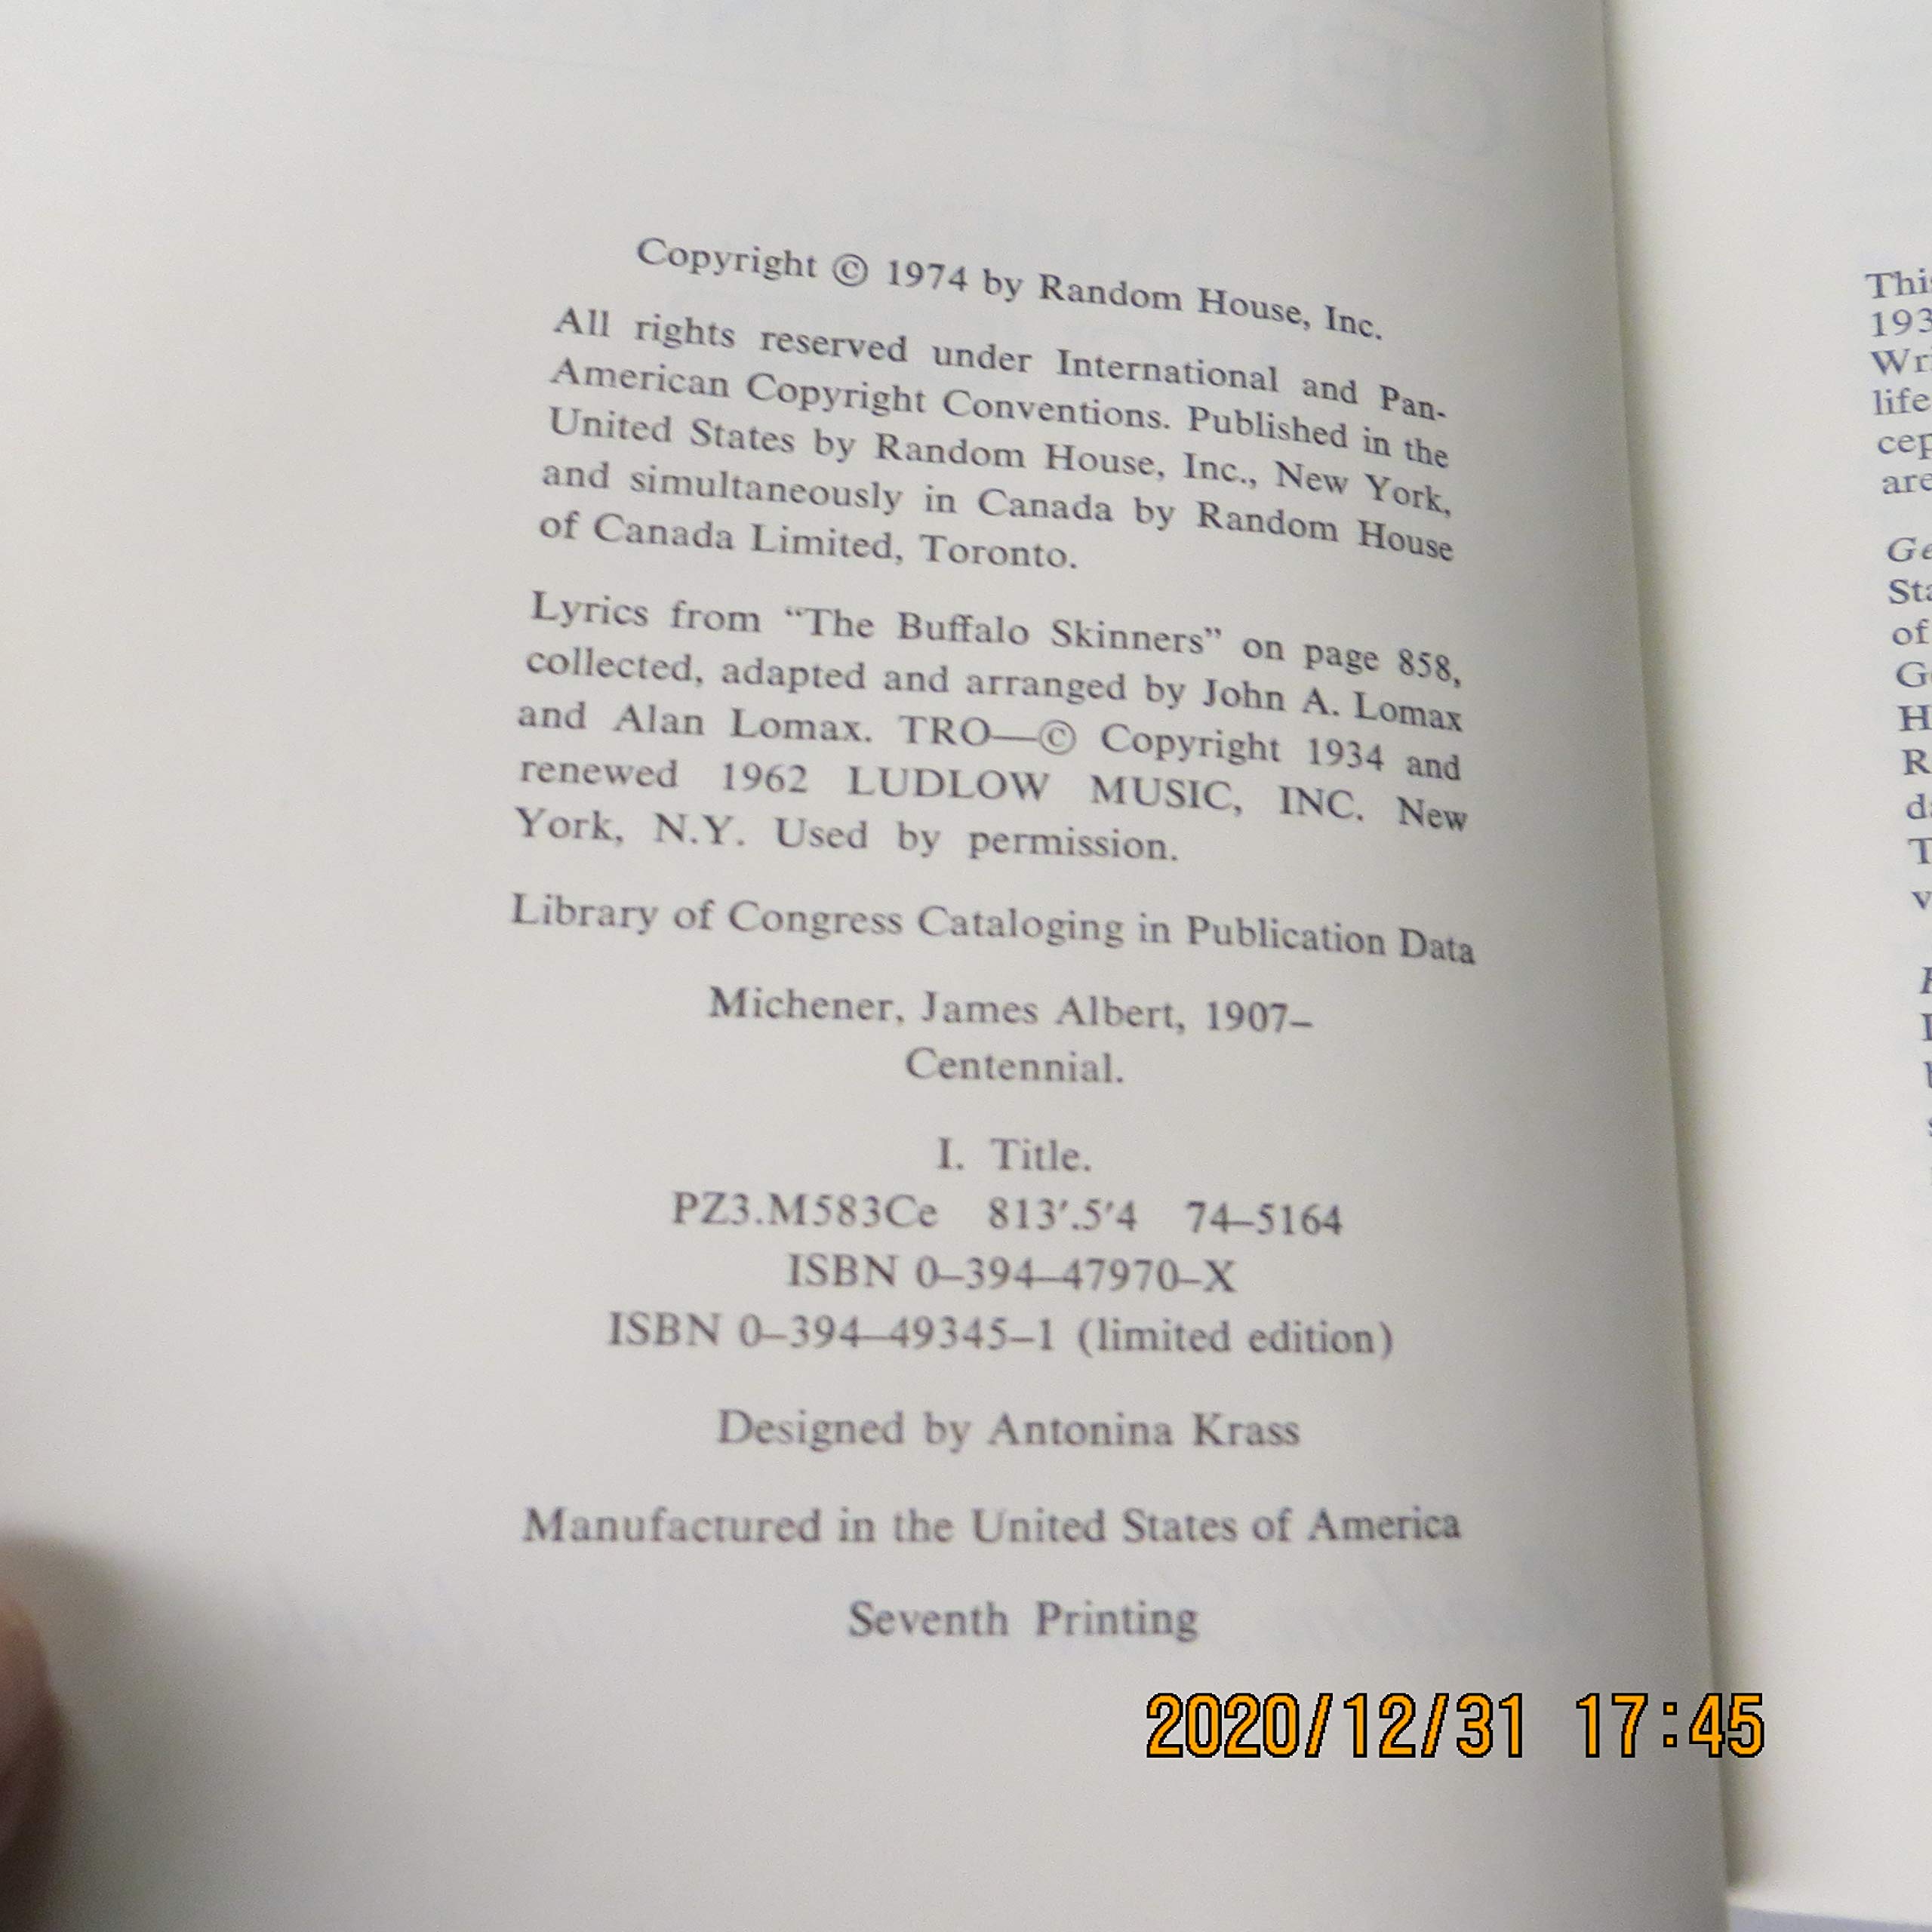 Copyright © 1974 by Random House, Inc.
All rights reserved under International and Pan-
American Copyright Conventions. Published in the
United States by Random House, Inc., New York,
and simultaneously in Canada by Random House
of Canada Limited, Toronto.
Lyrics from “The Buffalo Skinners” on page 858,
collected, adapted and arranged by John A. Lomax
and Alan Lomax. TRO—© Copyright 1934 and
renewed 1962 LUDLOW MUSIC, INC. New
York, N.Y. Used by permission.
Library of Congress Cataloging in Publication Data
Michener, James Albert, 1907–
Centennial.
I. Title.
PZ3.M583Ce 813′.5′4 74–5164
ISBN 0–394–47970–X
ISBN 0–394–49345–1 (limited edition)
Designed by Antonina Krass
Manufactured in the United States of America
Seventh Printing
2020/12/31 17:45
life
are
of